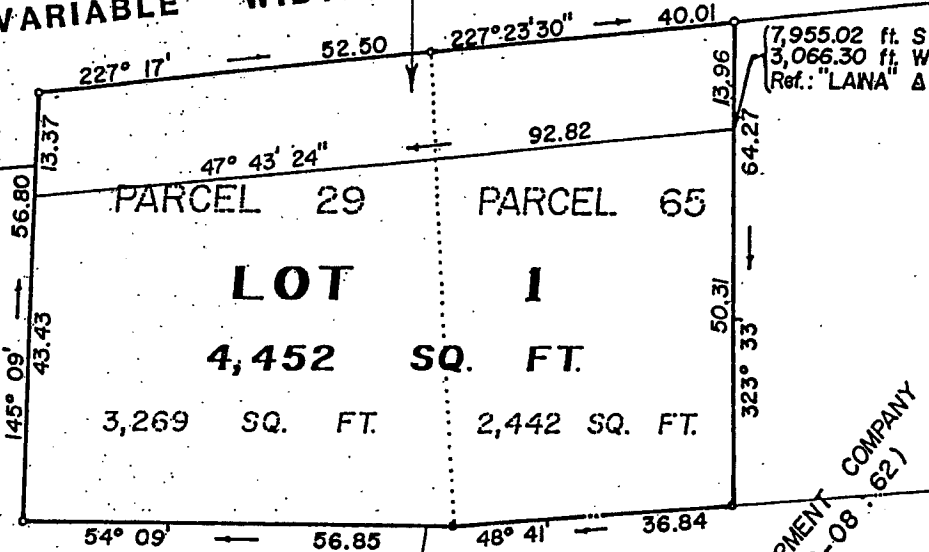 VARIABLE WID
227° 17' 52.50 227° 23' 30" 40.01
(7,955.02 ft. S
3,066.30 ft. W
Ref.: "LAINA" Δ
13.37
13.96
47° 43' 24" 92.82
64.27
56.80
PARCEL 29 PARCEL 65
LOT 1
50.31
43.43
4,452 SQ. FT.
145° 09'
323° 33'
3,269 SQ. FT. 2,442 SQ. FT.
COMPANY
PMENT
-08 : 62)
54° 09' 56.85 48° 41' 36.84